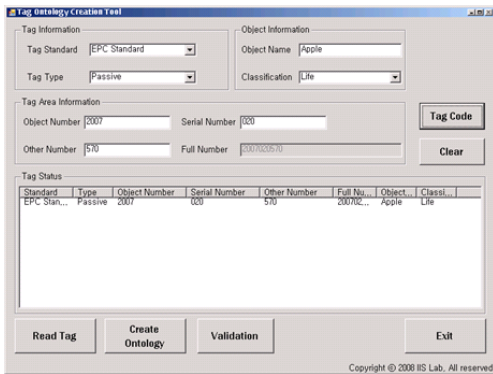 Tag Ontology Creation Tool
Tag Information
Tag Standard EPC Standard
Tag Type Passive
Object Information
Object Name Apple
Classification Life
Tag Area Information
Object Number 2007 Serial Number 020
Other Number 570 Full Number 2007020570
Tag Code
Clear
Tag Status
Standard Type Object Number Serial Number Other Number Full Nu... Object... Classi...
EPC Stan... Passive 2007 020 570 200702... Apple Life
Read Tag
Create
Ontology
Validation
Exit
Copyright © 2008 IIS Lab, All reserved